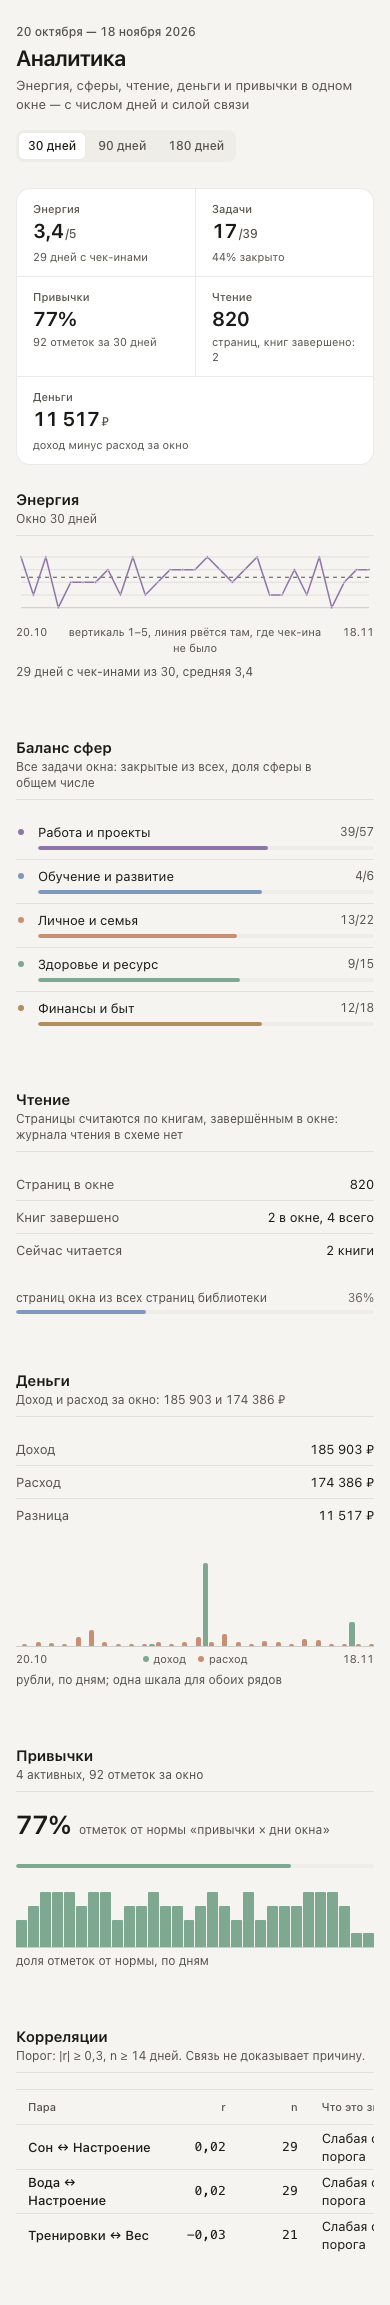 20 октября — 18 ноября 2026
Аналитика
Энергия, сферы, чтение, деньги и привычки в одном
окне — с числом дней и силой связи
30 дней 90 дней 180 дней
Энергия Задачи
3,4/5 17/39
29 дней с чек-инами 44% закрыто
Привычки Чтение
77% 820
92 отметок за 30 дней страниц, книг завершено:
2
Деньги
11 517 ₽
доход минус расход за окно
Энергия
Окно 30 дней
20.10 вертикаль 1–5, линия рвётся там, где чек-ина 18.11
не было
29 дней с чек-инами из 30, средняя 3,4
Баланс сфер
Все задачи окна: закрытые из всех, доля сферы в
общем числе
Работа и проекты 39/57
Обучение и развитие 4/6
Личное и семья 13/22
Здоровье и ресурс 9/15
Финансы и быт 12/18
Чтение
Страницы считаются по книгам, завершённым в окне:
журнала чтения в схеме нет
Страниц в окне 820
Книг завершено 2 в окне, 4 всего
Сейчас читается 2 книги
страниц окна из всех страниц библиотеки 36%
Деньги
Доход и расход за окно: 185 903 и 174 386 ₽
Доход 185 903 ₽
Расход 174 386 ₽
Разница 11 517 ₽
20.10 доход расход 18.11
рубли, по дням; одна шкала для обоих рядов
Привычки
4 активных, 92 отметок за окно
77% отметок от нормы «привычки × дни окна»
доля отметок от нормы, по дням
Корреляции
Порог: |r| ≥ 0,3, n ≥ 14 дней. Связь не доказывает причину.
Пара r n Что это
Сон ↔ Настроение 0,02 29 Слабая
порога
Вода ↔ 0,02 29 Слабая
Настроение порога
Тренировки ↔ Вес −0,03 21 Слабая
порога